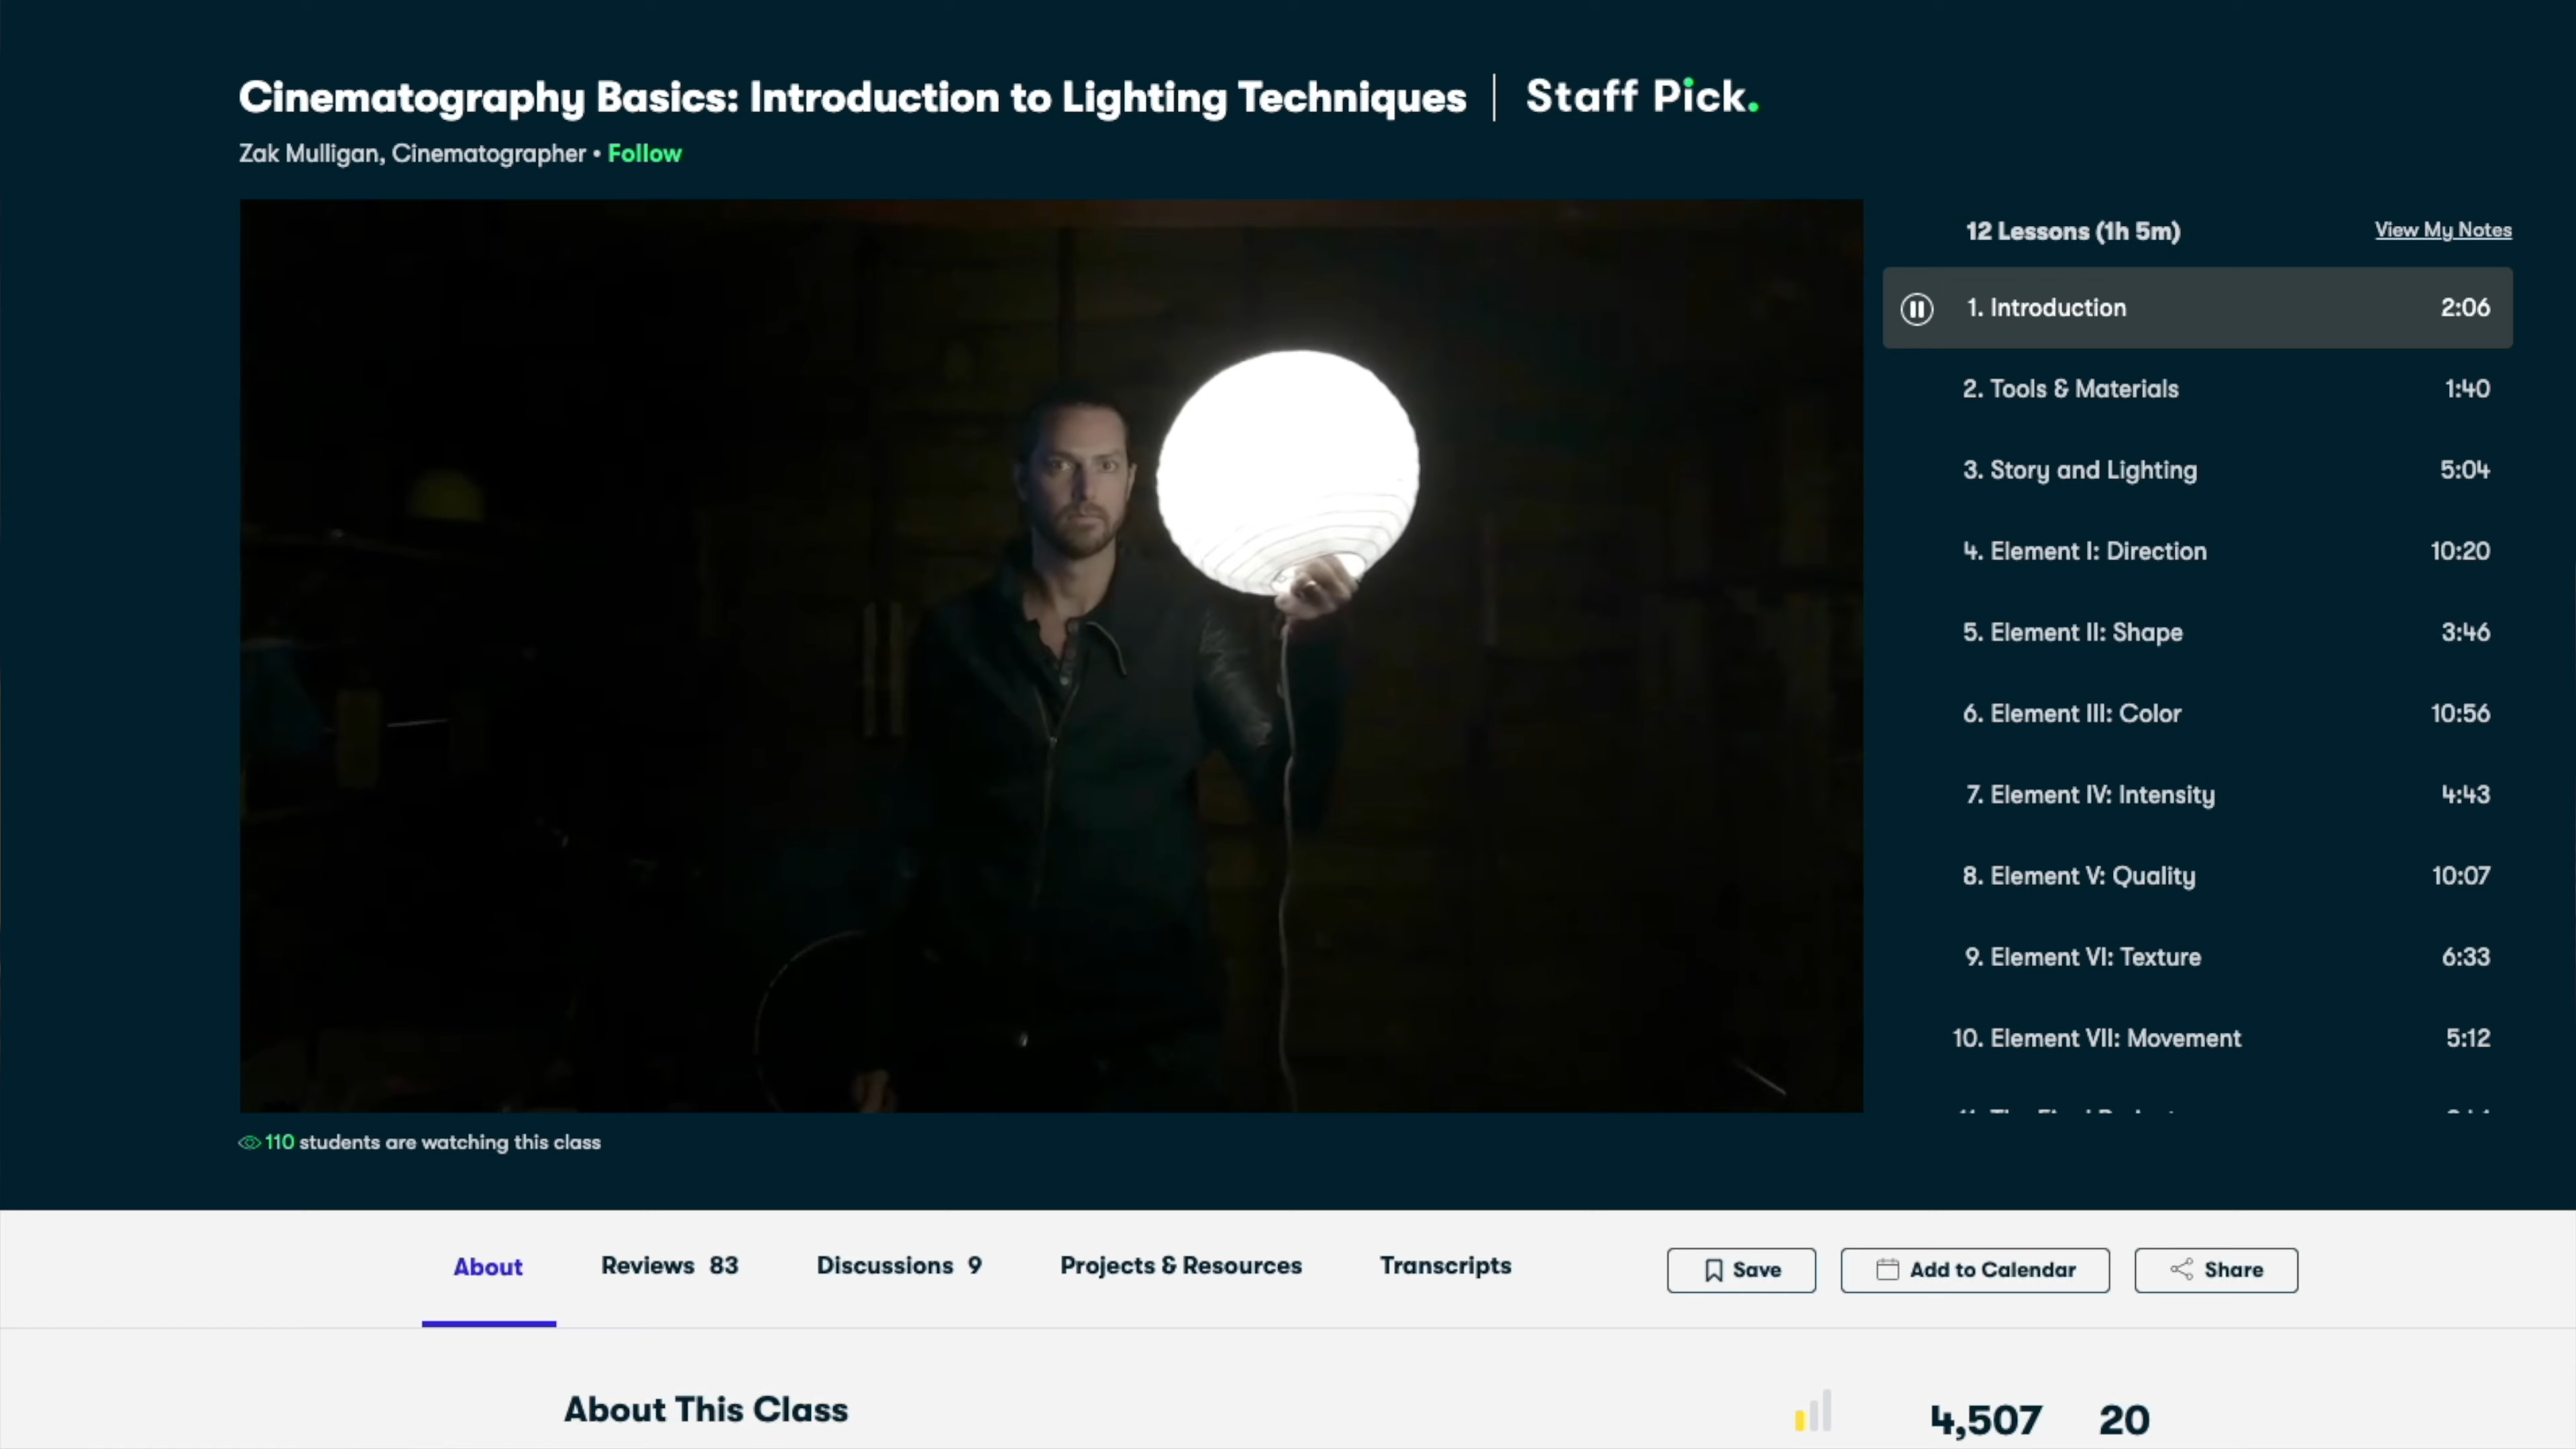 Cinematography Basics: Introduction to Lighting Techniques | Staff Pick.
Zak Mulligan, Cinematographer • Follow
12 Lessons (1h 5m) View My Notes
1. Introduction 2:06
2. Tools & Materials 1:40
3. Story and Lighting 5:04
4. Element I: Direction 10:20
5. Element II: Shape 3:46
6. Element III: Color 10:56
7. Element IV: Intensity 4:43
8. Element V: Quality 10:07
9. Element VI: Texture 6:33
10. Element VII: Movement 5:12
110 students are watching this class
About Reviews 83 Discussions 9 Projects & Resources Transcripts Save Add to Calendar Share
About This Class 4,507 20